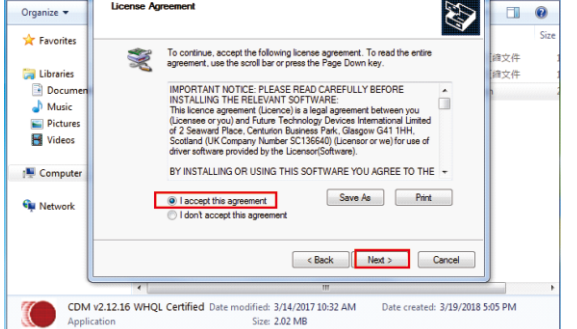 Organize
License Agreement
Size
Favorites
To continue, accept the following license agreement. To read the entire
agreement, use the scroll bar or press the Page Down key.
Libraries
Documen
Music
Pictures
Videos
IMPORTANT NOTICE: PLEASE READ CAREFULLY BEFORE
INSTALLING THE RELEVANT SOFTWARE:
This licence agreement (Licence) is a legal agreement between you
(Licensee or you) and Future Technology Devices International Limited
of 2 Seaward Place, Centurion Business Park, Glasgow G41 1HH,
Scotland (UK Company Number SC136640) (Licensor or we) for use of
driver software provided by the Licensor(Software).
BY INSTALLING OR USING THIS SOFTWARE YOU AGREE TO THE
Computer
Network
I accept this agreement
Save As
Print
I don't accept this agreement
< Back
Next >
Cancel
CDM v2.12.16 WHQL Certified Date modified: 3/14/2017 10:32 AM Date created: 3/19/2018 5:05 PM
Application Size: 2.02 MB